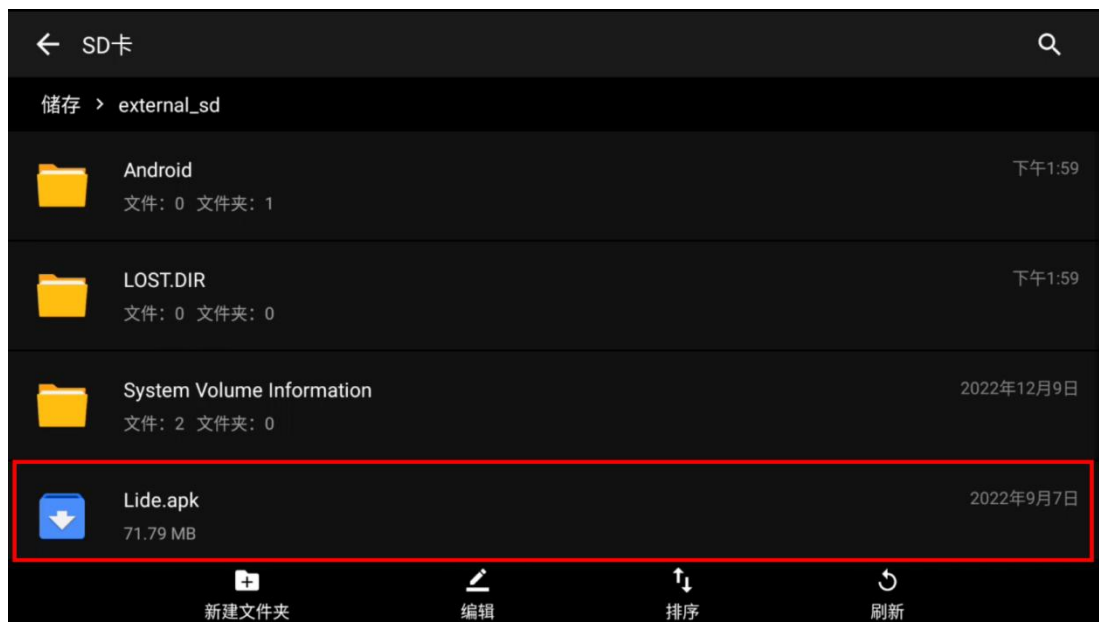 SD卡
储存 > external_sd
Android
下午1:59
文件：0 文件夹：1
LOST.DIR
下午1:59
文件：0 文件夹：0
System Volume Information
2022年12月9日
文件：2 文件夹：0
Lide.apk
2022年9月7日
71.79 MB
新建文件夹
编辑
排序
刷新